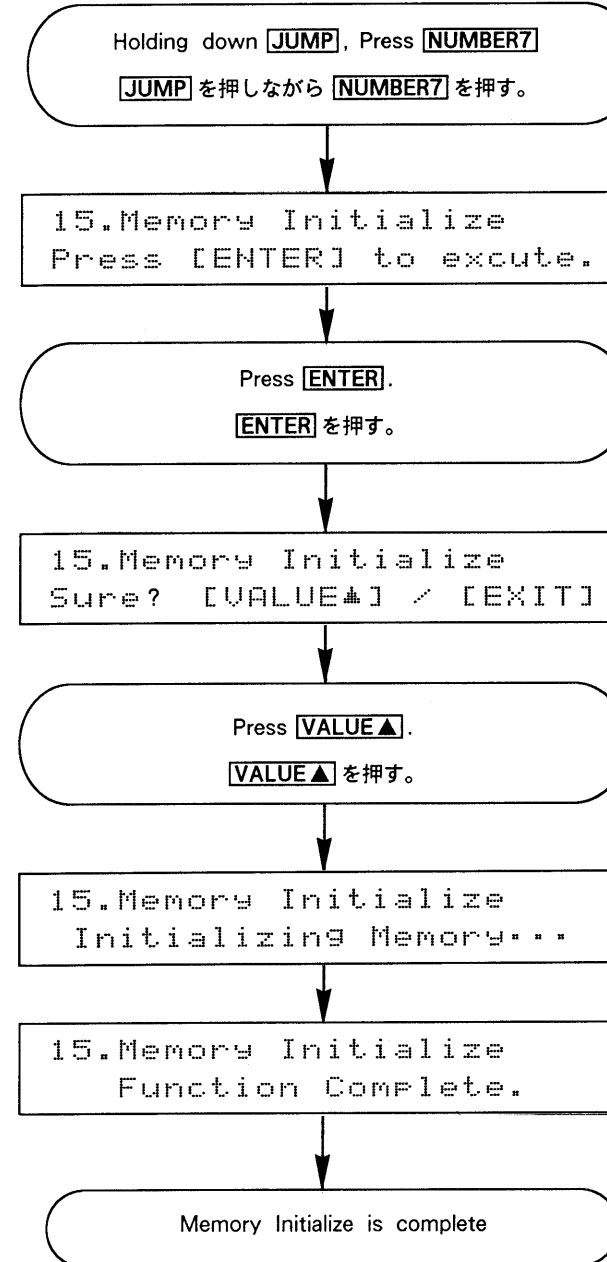 Holding down JUMP, Press NUMBER7
JUMP を押しながら NUMBER7 を押す。
15.Memory Initialize
Press [ENTER] to excute.
Press ENTER.
ENTER を押す。
15.Memory Initialize
Sure? [VALUE▲] / [EXIT]
Press VALUE▲.
VALUE▲ を押す。
15.Memory Initialize
Initializing Memory...
15.Memory Initialize
Function Complete.
Memory Initialize is complete